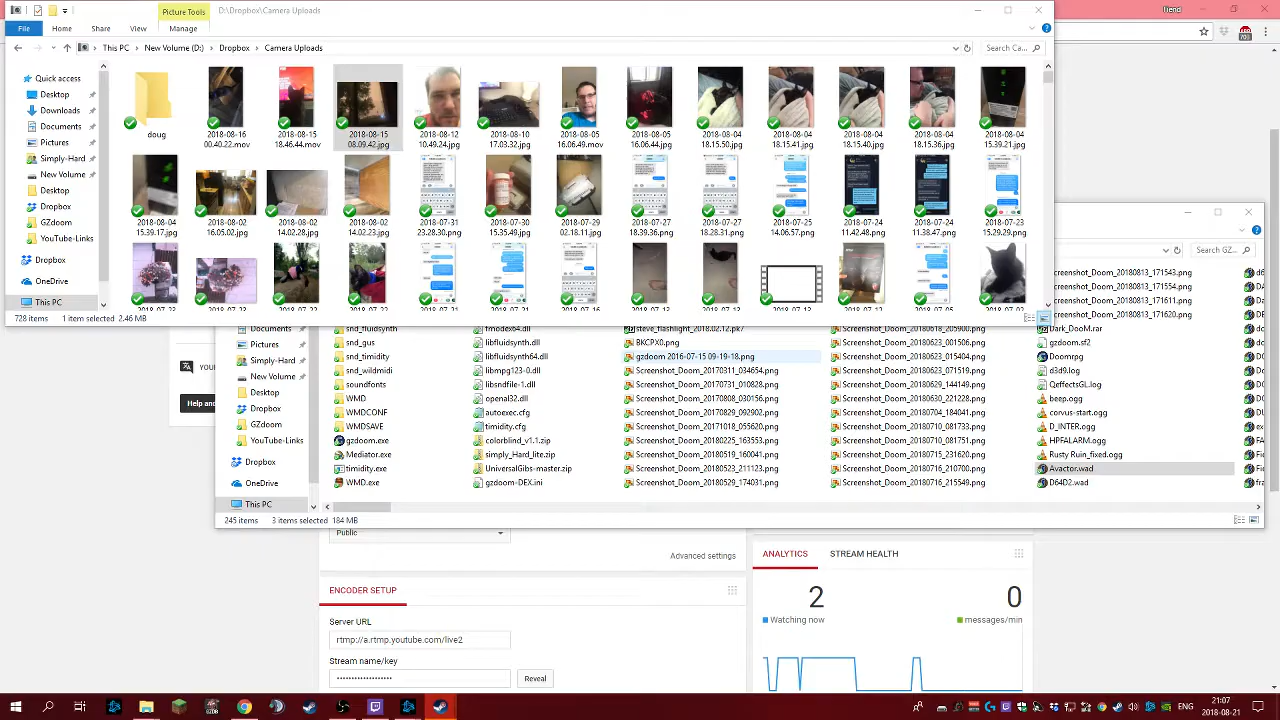 Picture Tools
D:\Dropbox\Camera Uploads
File
Home
Share
View
Manage
This PC
New Volume (D:)
Dropbox
Camera Uploads
Search Ca...
Quick access
Desktop
Downloads
Documents
Pictures
Simply-Hard
New Volume
Desktop
Dropbox
GZdoom
YouTube-Links
Dropbox
OneDrive
This PC
doug
2018-08-16 00.40.22.mov
2018-08-15 18.46.44.mov
2018-08-15 08.09.42.jpg
2018-08-12 10.49.24.jpg
2018-08-10 17.03.32.jpg
2018-08-05 16.06.49.mov
2018-08-05 16.06.44.jpg
2018-08-04 18.15.50.jpg
2018-08-04 18.15.41.jpg
2018-08-04 18.15.40.jpg
2018-08-04 18.15.36.jpg
2018-08-04 15.39.21.jpg
2018-08-04 15.39.17.jpg
2018-08-02 16.05.08.png
2018-08-02 14.02.08.jpg
2018-08-02 14.02.23.jpg
2018-07-31 22.28.30.png
2018-07-30 15.35.49.jpg
2018-07-29 02.18.11.jpg
2018-07-27 18.39.36.png
2018-07-27 18.28.31.png
2018-07-25 14.06.57.png
2018-07-24 11.42.48.png
2018-07-24 11.38.47.png
2018-07-23
728 items
1 item selected
2.46 MB
Search GZ...
Screenshot_Doom_20180813_171543.png
Documents
Pictures
Simply-Hard
New Volume
Desktop
Dropbox
GZdoom
YouTube-Links
Dropbox
OneDrive
This PC
snd_fluidsynth
snd_gus
snd_timidity
snd_wildmidi
soundfonts
WMD
WMDCONF
WMDSAVE
gzdoom.exe
Mediator.exe
timidity.exe
WMD.exe
fmodex64.dll
libfluidsynth.dll
libfluidsynth64.dll
libmpg123-0.dll
libsndfile-1.dll
openal32.dll
autoexec.cfg
timidity.cfg
colorblind_v1.1.zip
simply_Hard_lite.zip
UniversalGibs-master.zip
gzdoom-DEX.ini
steve_flashlight_2018.02.12.pk7
BKCPX0.png
gzdoom 2016-07-15 09-19-18.png
Screenshot_Doom_20170311_034654.png
Screenshot_Doom_20170731_010828.png
Screenshot_Doom_20170808_030156.png
Screenshot_Doom_20170829_092902.png
Screenshot_Doom_20171018_055620.png
Screenshot_Doom_20180225_163553.png
Screenshot_Doom_20180519_160041.png
Screenshot_Doom_20180523_211123.png
Screenshot_Doom_20180529_174031.png
Screenshot_Doom_20180618_205900.png
Screenshot_Doom_20180623_001506.png
Screenshot_Doom_20180623_015404.png
Screenshot_Doom_20180623_071519.png
Screenshot_Doom_20180629_144149.png
Screenshot_Doom_20180630_221228.png
Screenshot_Doom_20180704_184041.png
Screenshot_Doom_20180710_081733.png
Screenshot_Doom_20180710_081751.png
Screenshot_Doom_20180715_231620.png
Screenshot_Doom_20180716_210700.png
Screenshot_Doom_20180716_215549.png
Dark_DooM.rar
gzdoom.sf2
Doom.rpg
d3d9.log
QeffectsGL.log
beep.ogg
corvus-start.ogg
D_INTER.ogg
HPFALARM.ogg
Rusty Ruin_fixed.ogg
Avactor.wad
D64D2.wad
245 items
3 items selected
184 MB
YOU
Help and
Public
Advanced settings
ENCODER SETUP
Server URL
rtmp://a.rtmp.youtube.com/live2
Stream name/key
Reveal
ANALYTICS
STREAM HEALTH
2
Watching now
0
messages/min
ENG
21:07
2018-08-21